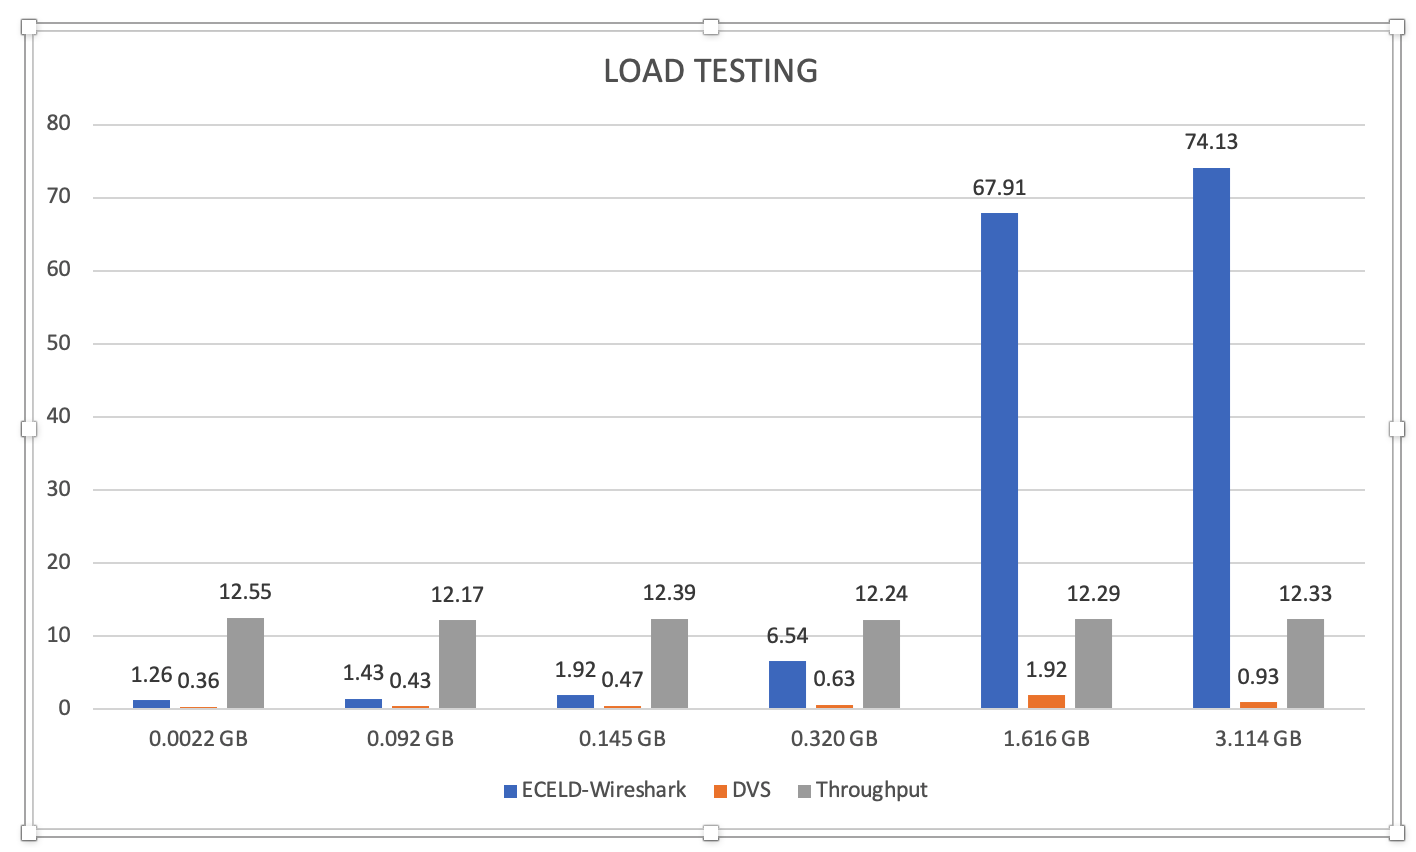 LOAD TESTING
80
70
60
50
40
30
20
10
0
1.26 0.36 12.55
1.43 0.43 12.17
1.92 0.47 12.39
6.54 0.63 12.24
67.91 1.92 12.29
74.13 0.93 12.33
0.0022 GB 0.092 GB 0.145 GB 0.320 GB 1.616 GB 3.114 GB
ECELD-Wireshark DVS Throughput